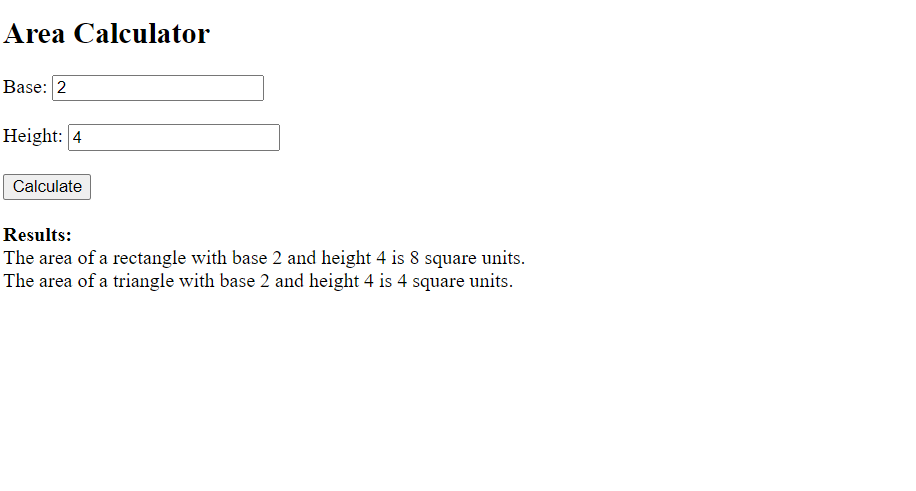 Area Calculator
Base: 2
Height: 4
Calculate
Results:
The area of a rectangle with base 2 and height 4 is 8 square units.
The area of a triangle with base 2 and height 4 is 4 square units.